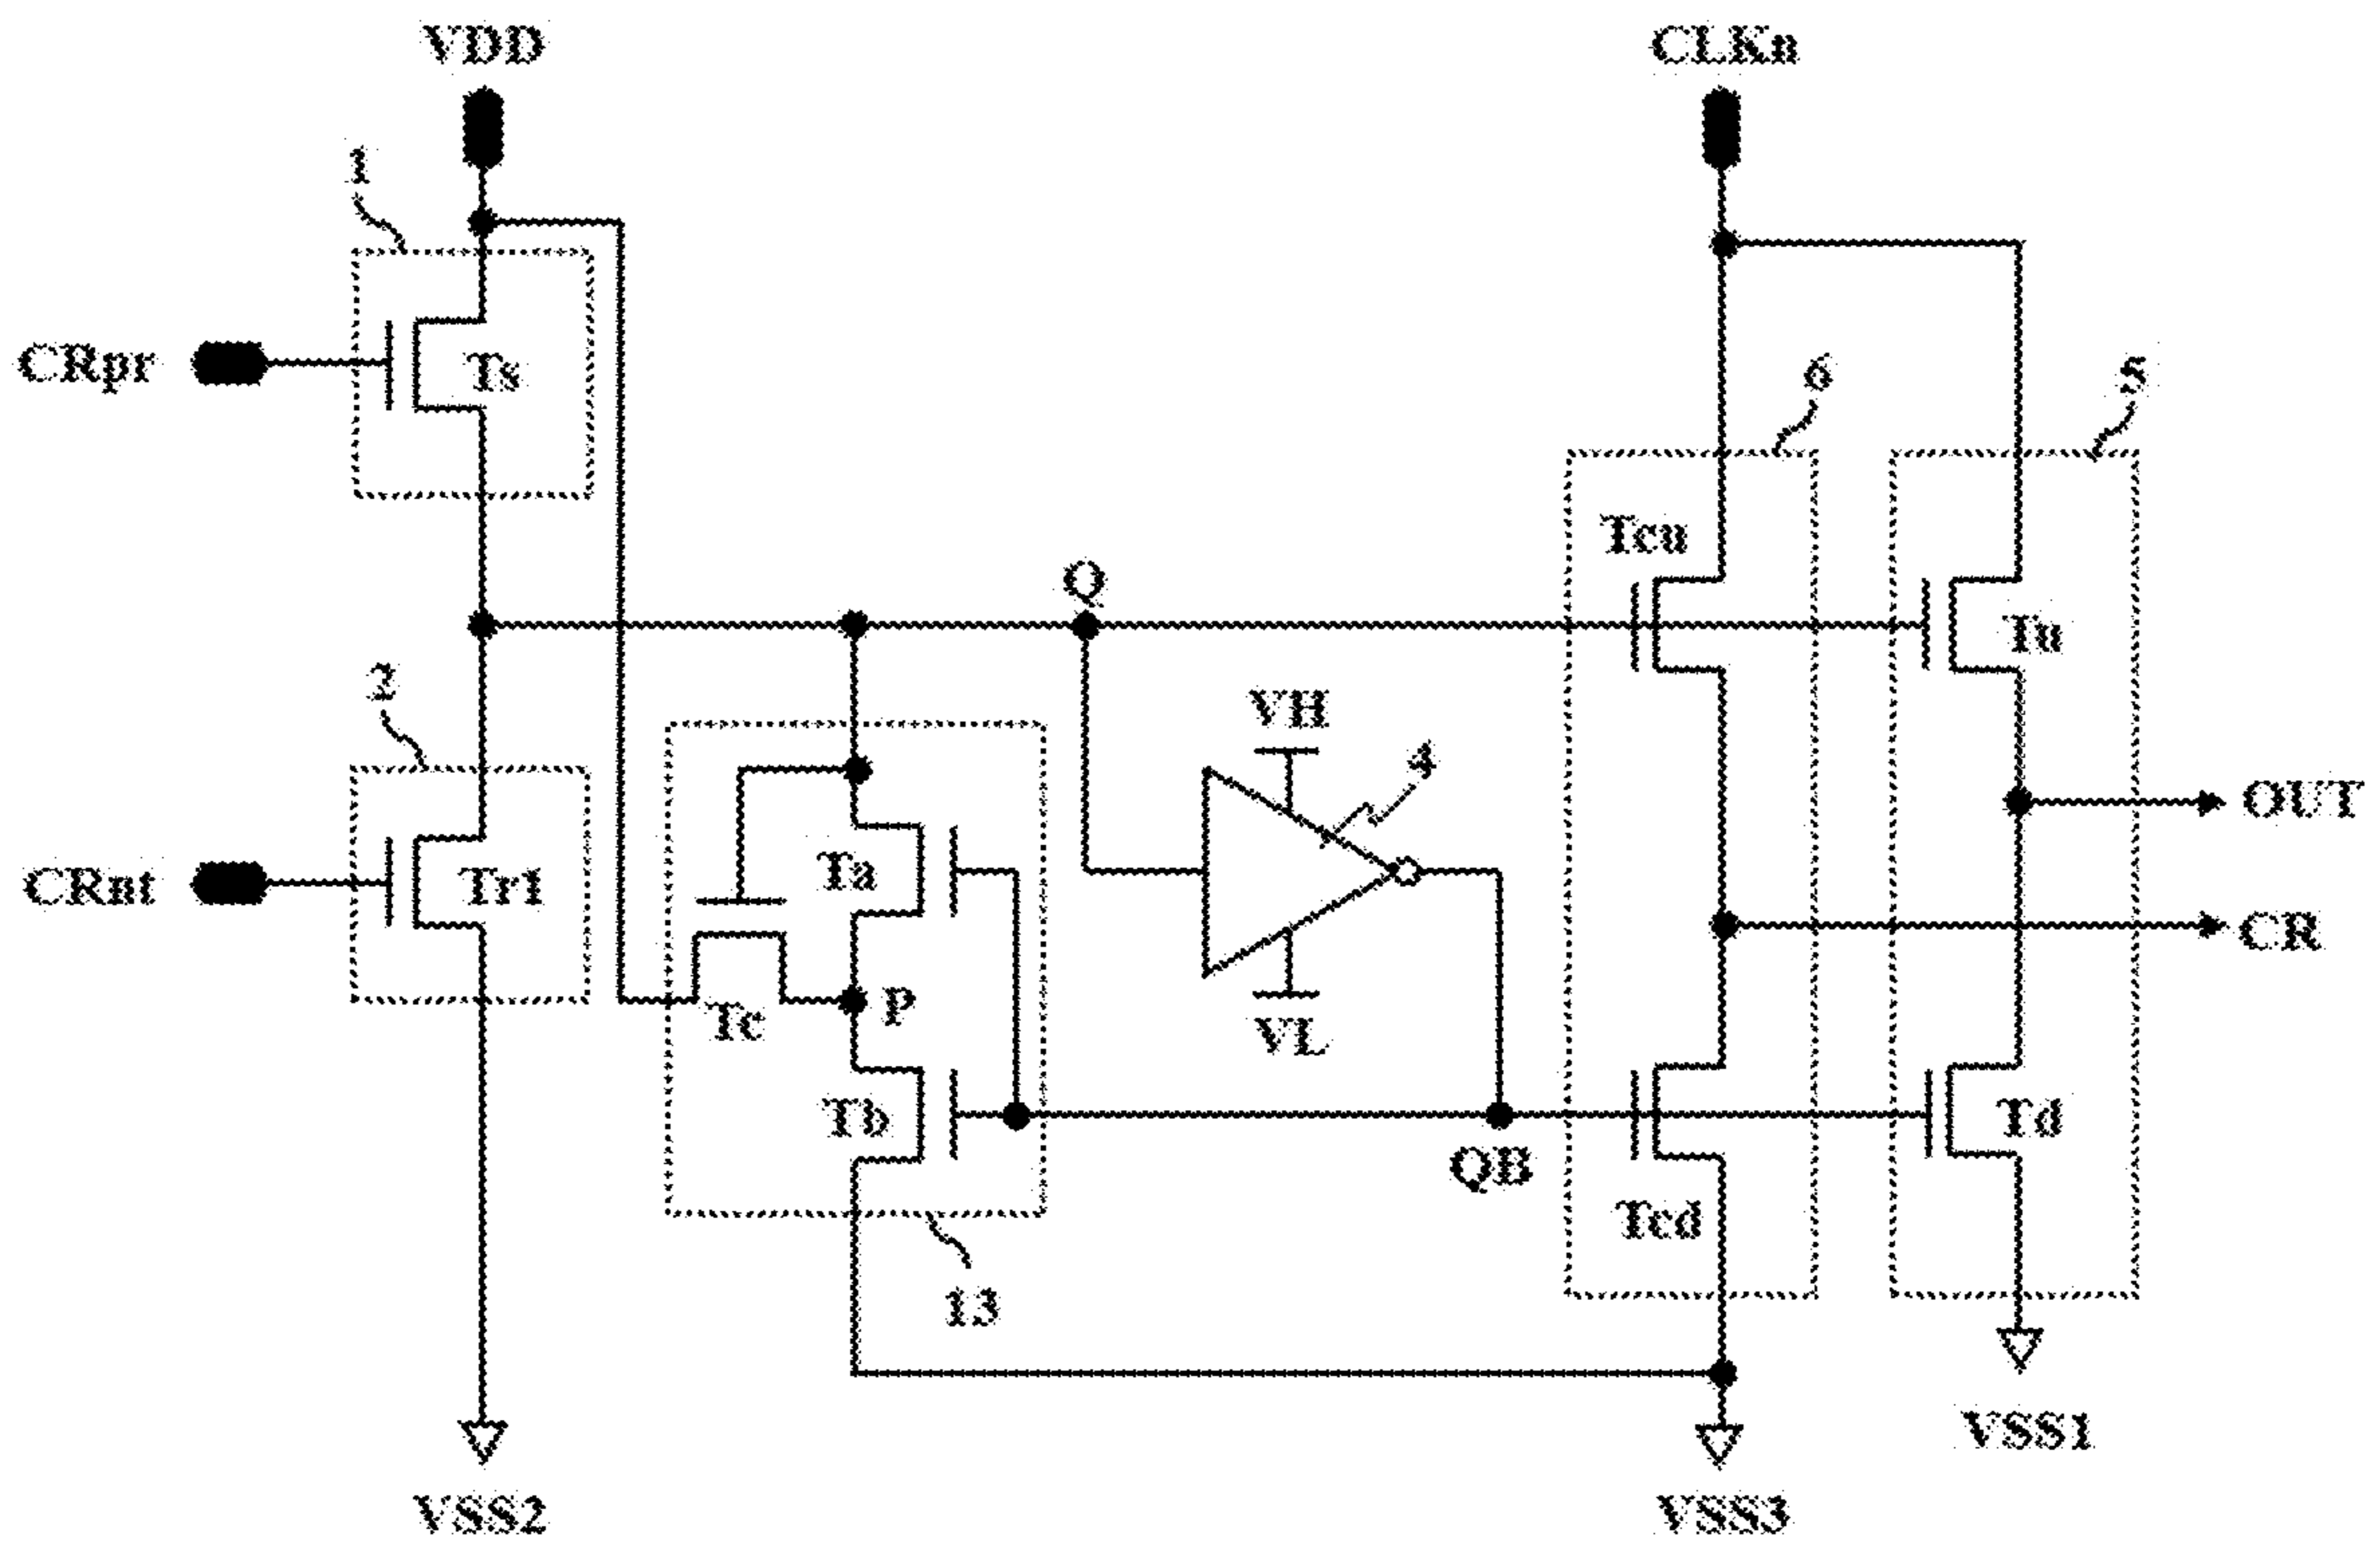 VDD
CLKn
1
CRpr
Ts
6
5
Tcu
Q
Tu
2
VH
4
OUT
Ta
CRnt
Tr1
CR
P
Tc
VL
Tb
Td
QB
Tcd
13
VSS1
VSS2
VSS3